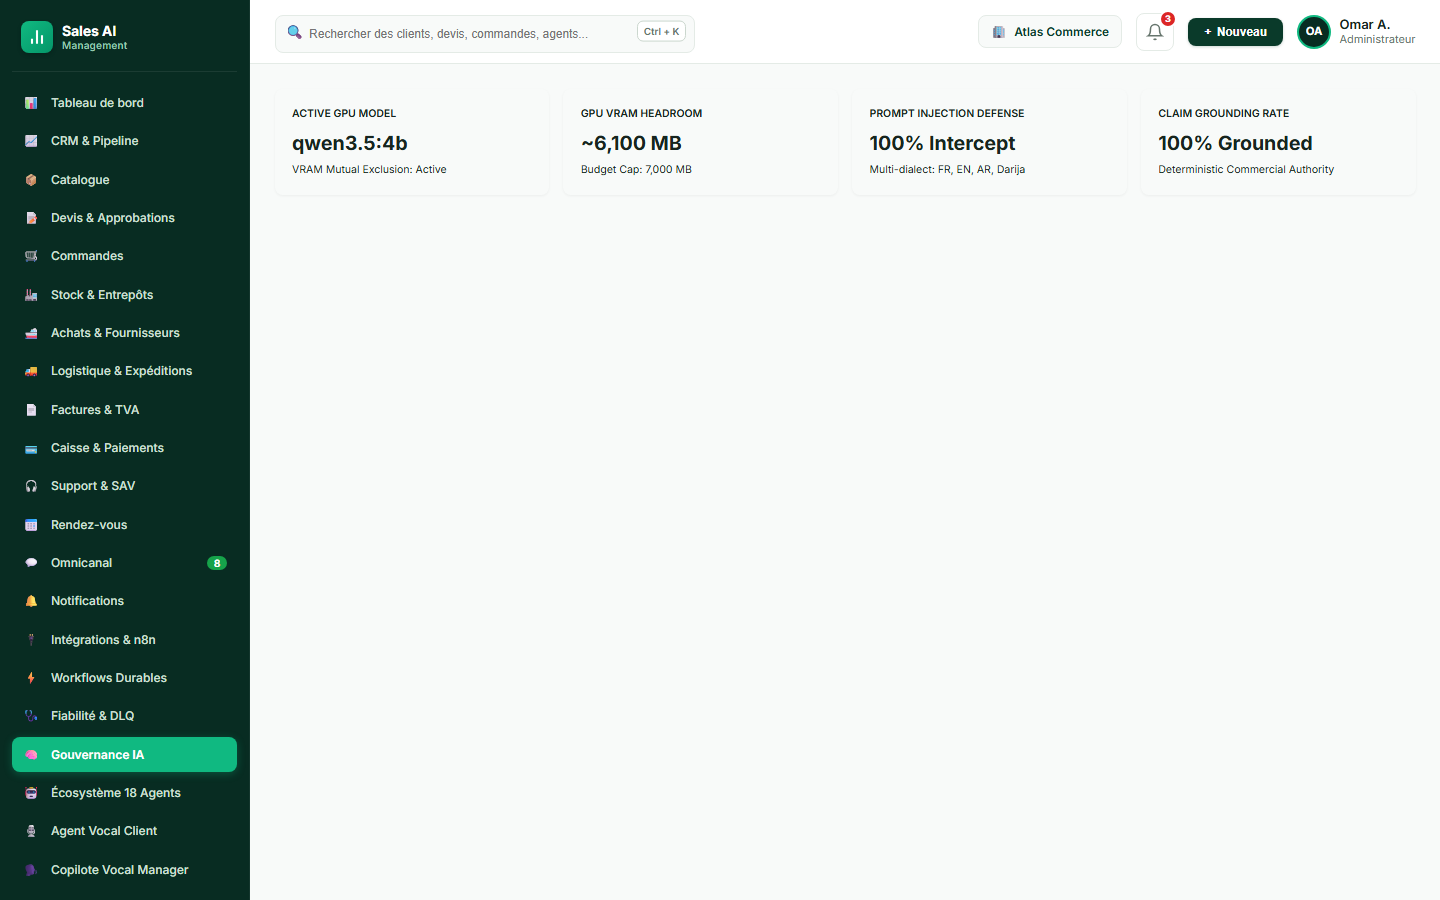 Sales AI
Management
Tableau de bord
CRM & Pipeline
Catalogue
Devis & Approbations
Commandes
Stock & Entrepôts
Achats & Fournisseurs
Logistique & Expéditions
Factures & TVA
Caisse & Paiements
Support & SAV
Rendez-vous
Omnicanal 8
Notifications
Intégrations & n8n
Workflows Durables
Fiabilité & DLQ
Gouvernance IA
Écosystème 18 Agents
Agent Vocal Client
Copilote Vocal Manager
Rechercher des clients, devis, commandes, agents... Ctrl + K
Atlas Commerce
3
+ Nouveau
OA
Omar A.
Administrateur
ACTIVE GPU MODEL
qwen3.5:4b
VRAM Mutual Exclusion: Active
GPU VRAM HEADROOM
~6,100 MB
Budget Cap: 7,000 MB
PROMPT INJECTION DEFENSE
100% Intercept
Multi-dialect: FR, EN, AR, Darija
CLAIM GROUNDING RATE
100% Grounded
Deterministic Commercial Authority